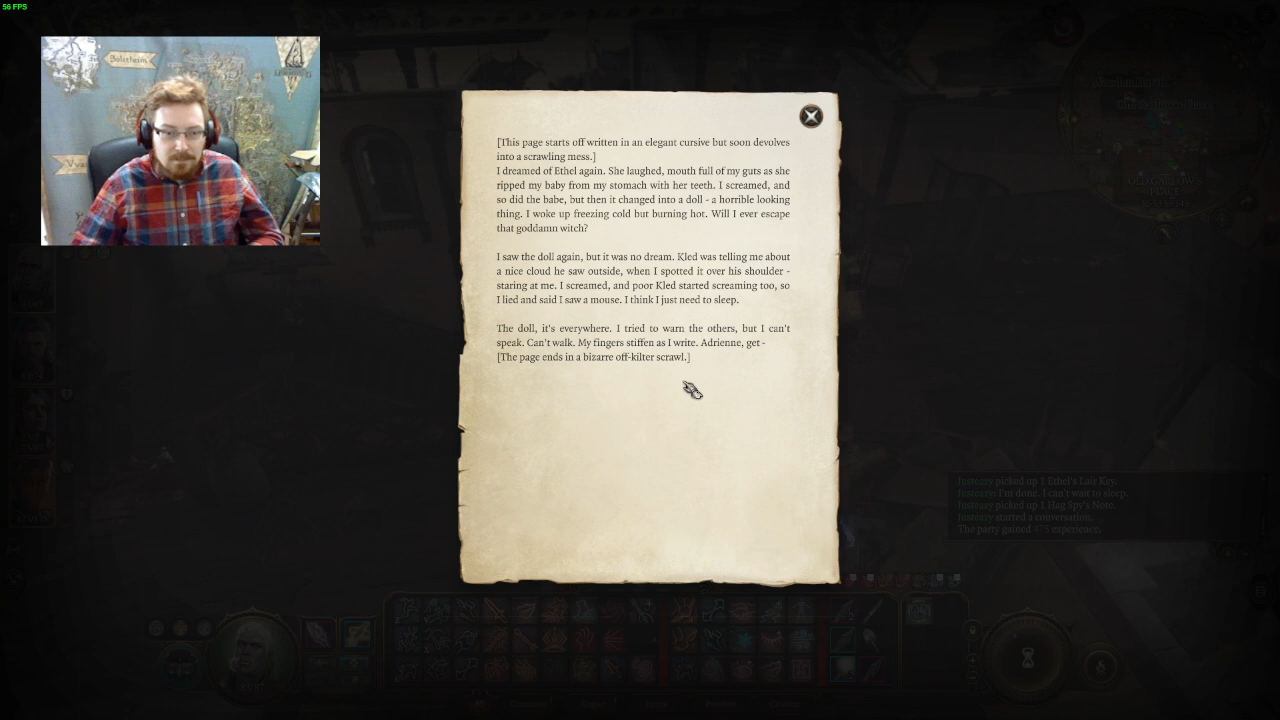 56 FPS
[This page starts off written in an elegant cursive but soon devolves
into a scrawling mess.]
I dreamed of Ethel again. She laughed, mouth full of my guts as she
ripped my baby from my stomach with her teeth. I screamed, and
so did the babe, but then it changed into a doll - a horrible looking
thing. I woke up freezing cold but burning hot. Will I ever escape
that goddamn witch?
I saw the doll again, but it was no dream. Kled was telling me about
a nice cloud he saw outside, when I spotted it over his shoulder -
staring at me. I screamed, and poor Kled started screaming too, so
I lied and said I saw a mouse. I think I just need to sleep.
The doll, it's everywhere. I tried to warn the others, but I can't
speak. Can't walk. My fingers stiffen as I write. Adrienne, get -
[The page ends in a bizarre off-kilter scrawl.]
picked up 1 Ethel's Lair Key.
I'm done. I can't wait to sleep.
picked up 1 Hag Spy's Note.
started a conversation.
The party gained experience.